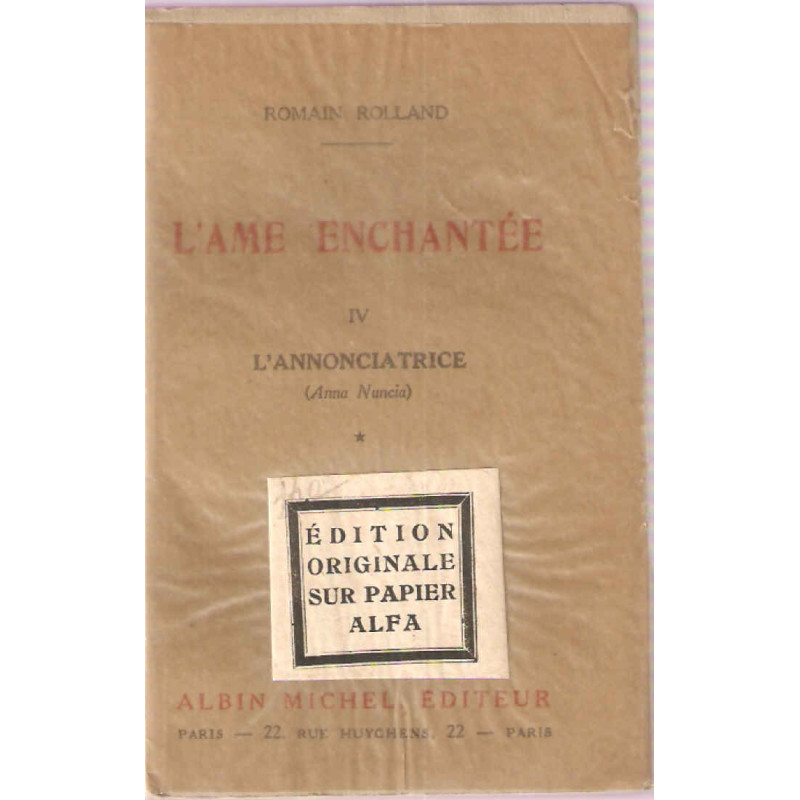 ROMAIN ROLLAND
L'AME ENCHANTÉE
IV
L'ANNONCIATRICE
(Anna Nuncia)
*
ÉDITION
ORIGINALE
SUR PAPIER
ALFA
ALBIN MICHEL, ÉDITEUR
PARIS — 22, RUE HUYGHENS, 22 — PARIS